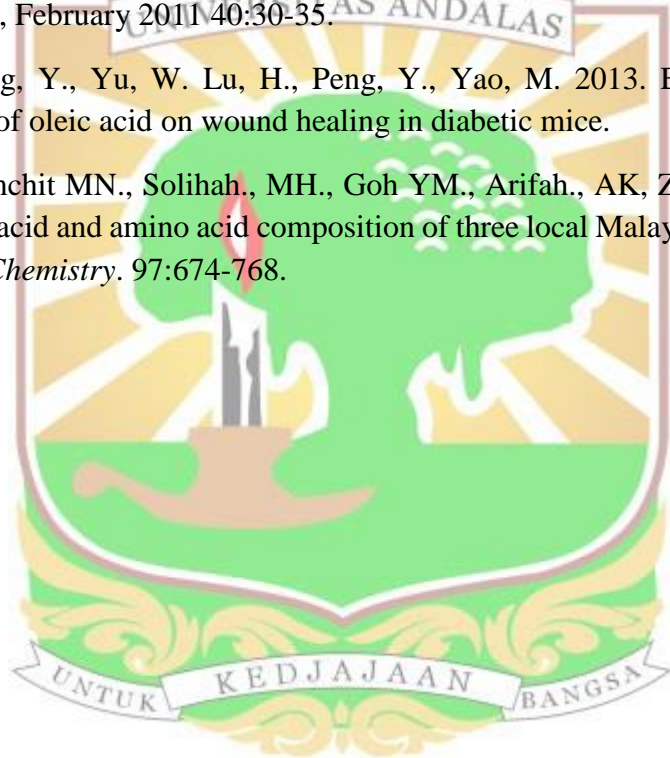 , February 2011 40:30-35.
UNIVERSITAS ANDALAS
g, Y., Yu, W. Lu, H., Peng, Y., Yao, M. 2013. E
of oleic acid on wound healing in diabetic mice.
nchit MN., Solihah., MH., Goh YM., Arifah., AK, Z
acid and amino acid composition of three local Malay
Chemistry. 97:674-768.
UNTUK KEDJAJAAN BANGSA